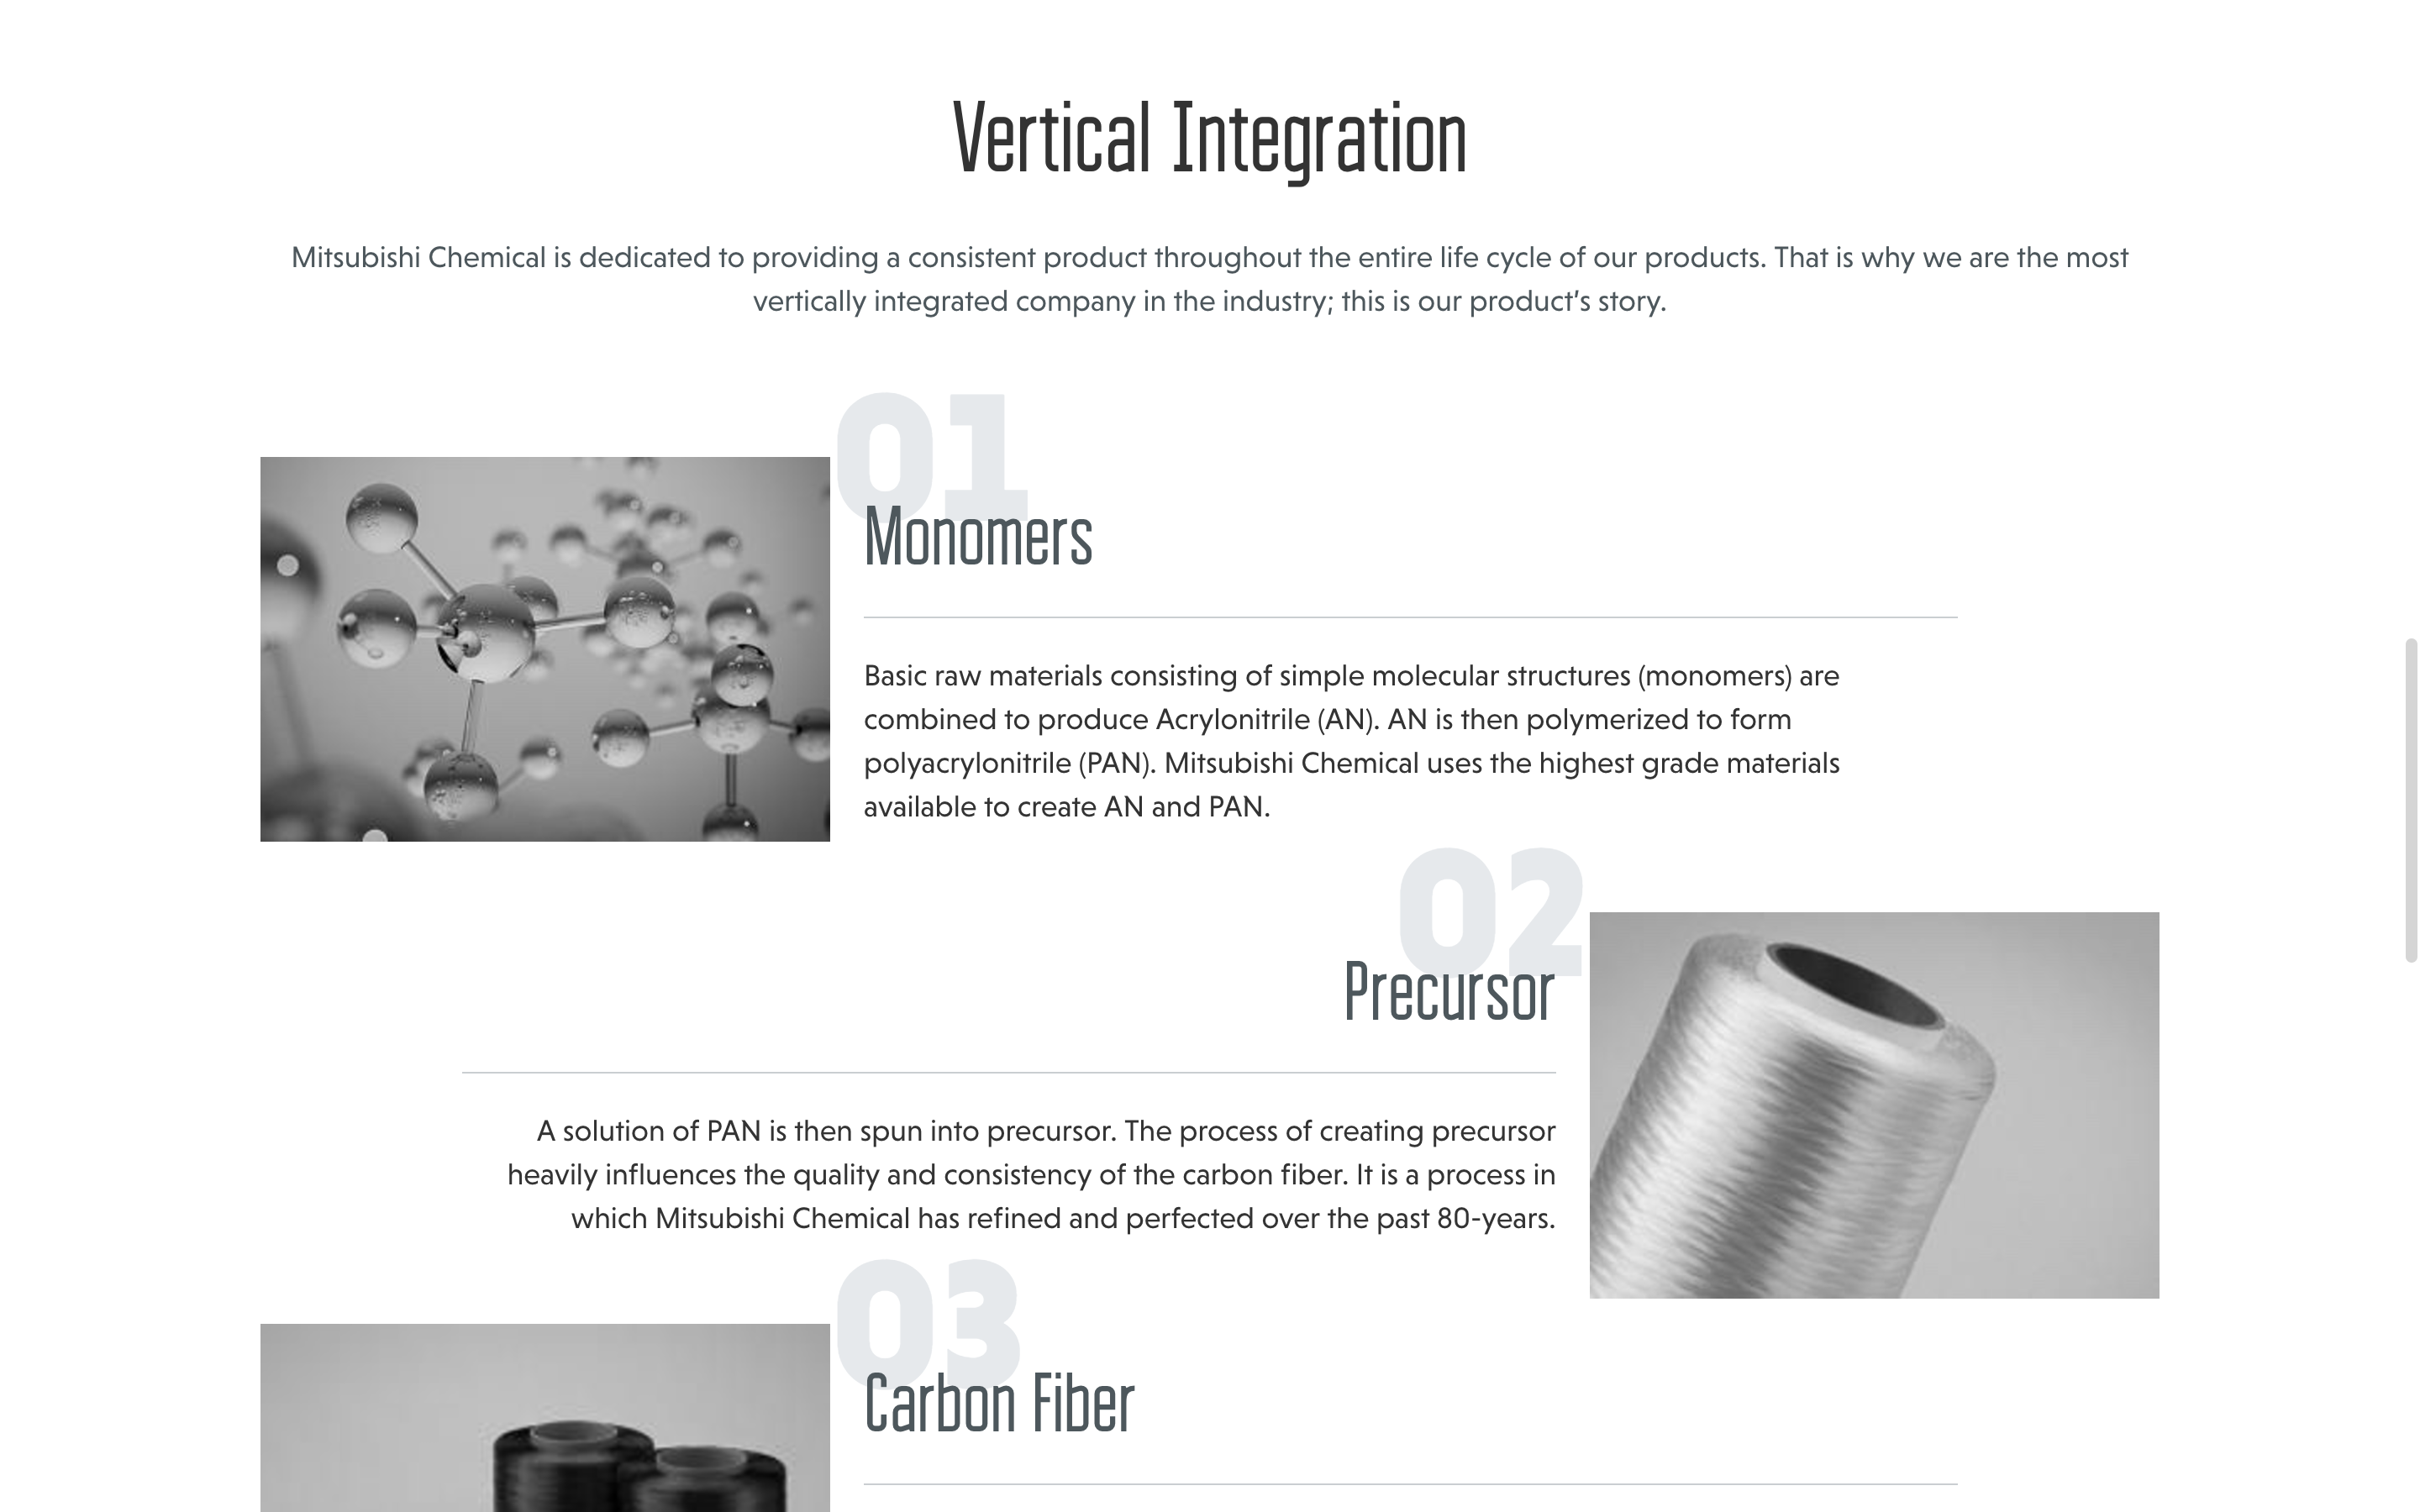 Vertical Integration
Mitsubishi Chemical is dedicated to providing a consistent product throughout the entire life cycle of our products. That is why we are the most
vertically integrated company in the industry; this is our product's story.
01
Monomers
Basic raw materials consisting of simple molecular structures (monomers) are
combined to produce Acrylonitrile (AN). AN is then polymerized to form
polyacrylonitrile (PAN). Mitsubishi Chemical uses the highest grade materials
available to create AN and PAN.
02
Precursor
A solution of PAN is then spun into precursor. The process of creating precursor
heavily influences the quality and consistency of the carbon fiber. It is a process in
which Mitsubishi Chemical has refined and perfected over the past 80-years.
03
Carbon Fiber